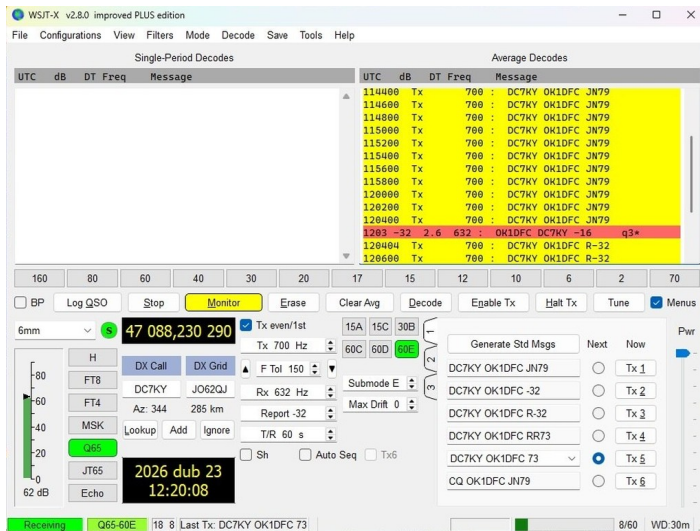 WSJT-X v2.8.0 improved PLUS edition
File Configurations View Filters Mode Decode Save Tools Help
Single-Period Decodes
Average Decodes
UTC dB DT Freq Message
UTC dB DT Freq Message
114400 Tx 700 : DC7KY OK1DFC JN79
114600 Tx 700 : DC7KY OK1DFC JN79
114800 Tx 700 : DC7KY OK1DFC JN79
115000 Tx 700 : DC7KY OK1DFC JN79
115200 Tx 700 : DC7KY OK1DFC JN79
115400 Tx 700 : DC7KY OK1DFC JN79
115600 Tx 700 : DC7KY OK1DFC JN79
115800 Tx 700 : DC7KY OK1DFC JN79
120000 Tx 700 : DC7KY OK1DFC JN79
120200 Tx 700 : DC7KY OK1DFC JN79
120400 Tx 700 : DC7KY OK1DFC JN79
1203 -32 2.6 632 : OK1DFC DC7KY -16 q3*
120404 Tx 700 : DC7KY OK1DFC R-32
120600 Tx 700 : DC7KY OK1DFC R-32
160 80 60 40 30 20 17 15 12 10 6 2 70
BP Log QSO Stop Monitor Erase Clear Avg Decode Enable Tx Halt Tx Tune Menus
6mm S 47 088,230 290 Tx even/1st 15A 15C 30B 1 Pwr
Tx 700 Hz 60C 60D 60E Generate Std Msgs Next Now
H DX Call DX Grid F Tol 150 2 DC7KY OK1DFC JN79 Tx 1
-80 FT8 DC7KY JO62QJ Rx 632 Hz Submode E 3 DC7KY OK1DFC -32 Tx 2
-60 FT4 Az: 344 285 km Report -32 Max Drift 0 DC7KY OK1DFC R-32 Tx 3
-40 MSK Lookup Add Ignore T/R 60 s DC7KY OK1DFC RR73 Tx 4
-20 Q65 Sh Auto Seq Tx6 DC7KY OK1DFC 73 Tx 5
-0 JT65 2026 dub 23 CQ OK1DFC JN79 Tx 6
62 dB Echo 12:20:08
Receiving Q65-60E 18 8 Last Tx: DC7KY OK1DFC 73 8/60 WD:30m